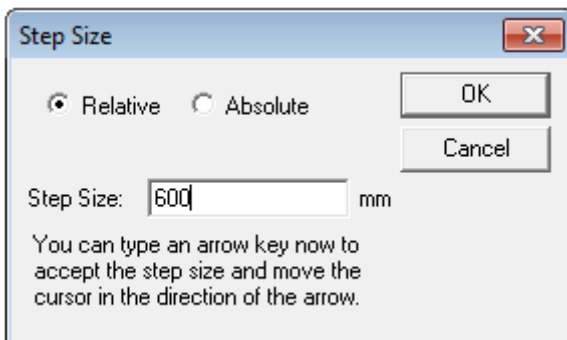 Step Size
Relative Absolute OK
Cancel
Step Size: 600 mm
You can type an arrow key now to
accept the step size and move the
cursor in the direction of the arrow.